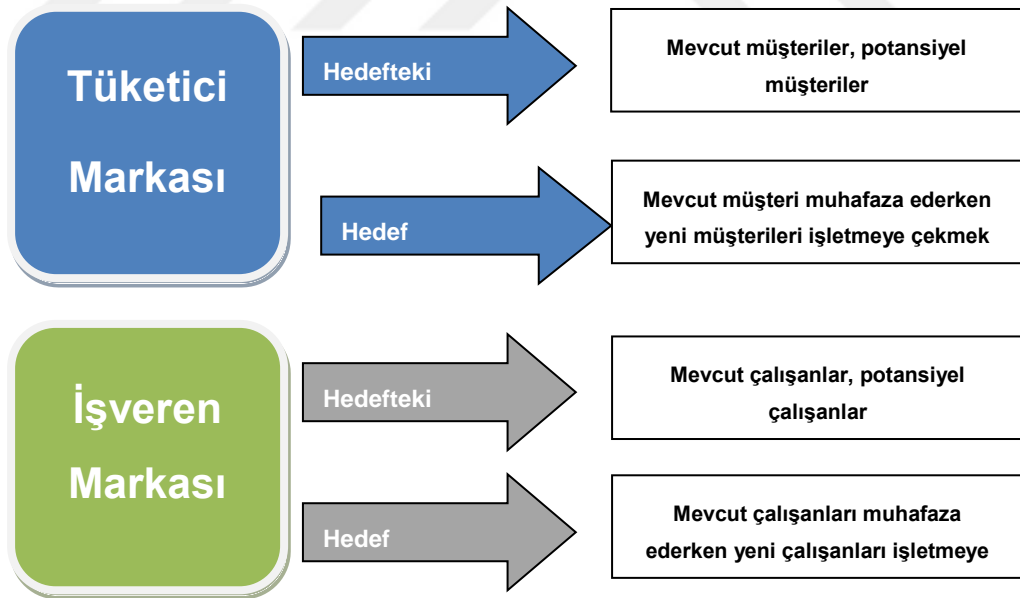 Tüketici
Markası
Hedefteki
Mevcut müşteriler, potansiyel
müşteriler
Hedef
Mevcut müşteri muhafaza ederken
yeni müşterileri işletmeye çekmek
İşveren
Markası
Hedefteki
Mevcut çalışanlar, potansiyel
çalışanlar
Hedef
Mevcut çalışanları muhafaza
ederken yeni çalışanları işletmeye